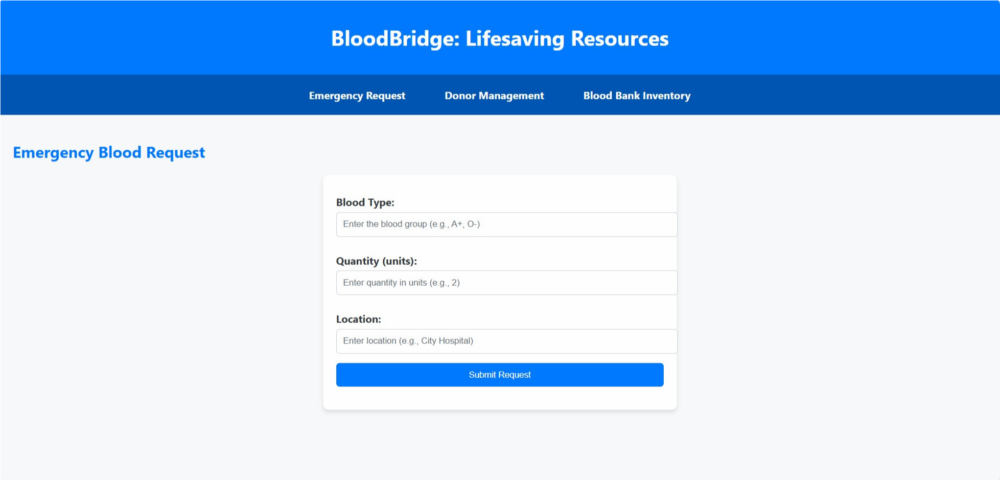 BloodBridge: Lifesaving Resources
Emergency Request Donor Management Blood Bank Inventory
Emergency Blood Request
Blood Type:
Enter the blood group (e.g., A+, O-)
Quantity (units):
Enter quantity in units (e.g., 2)
Location:
Enter location (e.g., City Hospital)
Submit Request